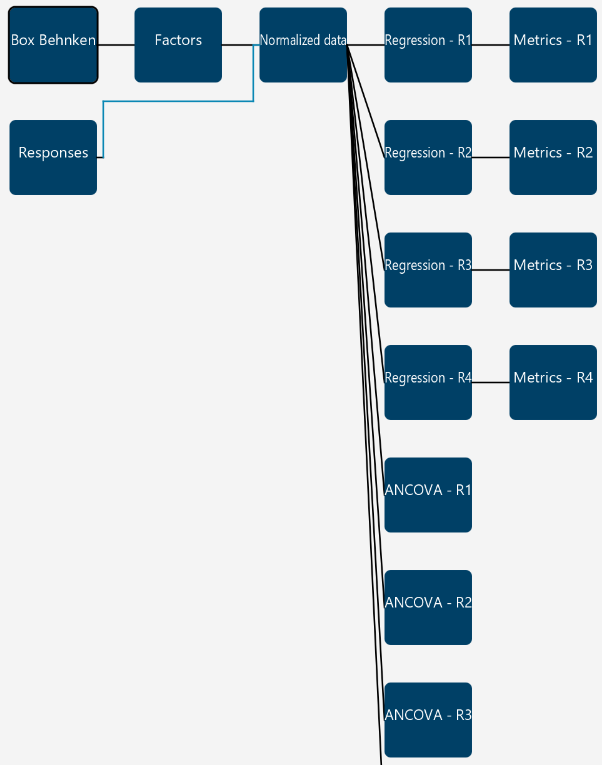 Box Behnken
Factors
Normalized data
Regression - R1
Metrics - R1
Responses
Regression - R2
Metrics - R2
Regression - R3
Metrics - R3
Regression - R4
Metrics - R4
ANCOVA - R1
ANCOVA - R2
ANCOVA - R3